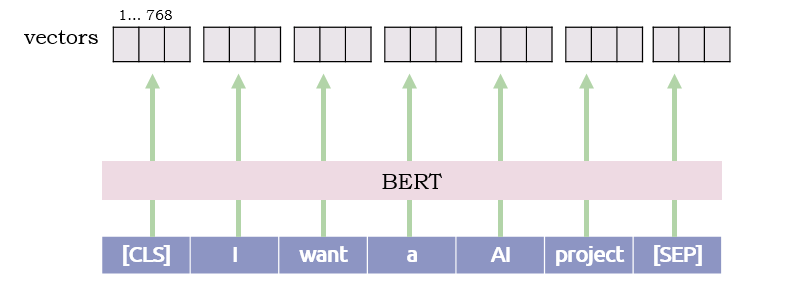 1... 768
vectors
BERT
[CLS] I want a AI project [SEP]